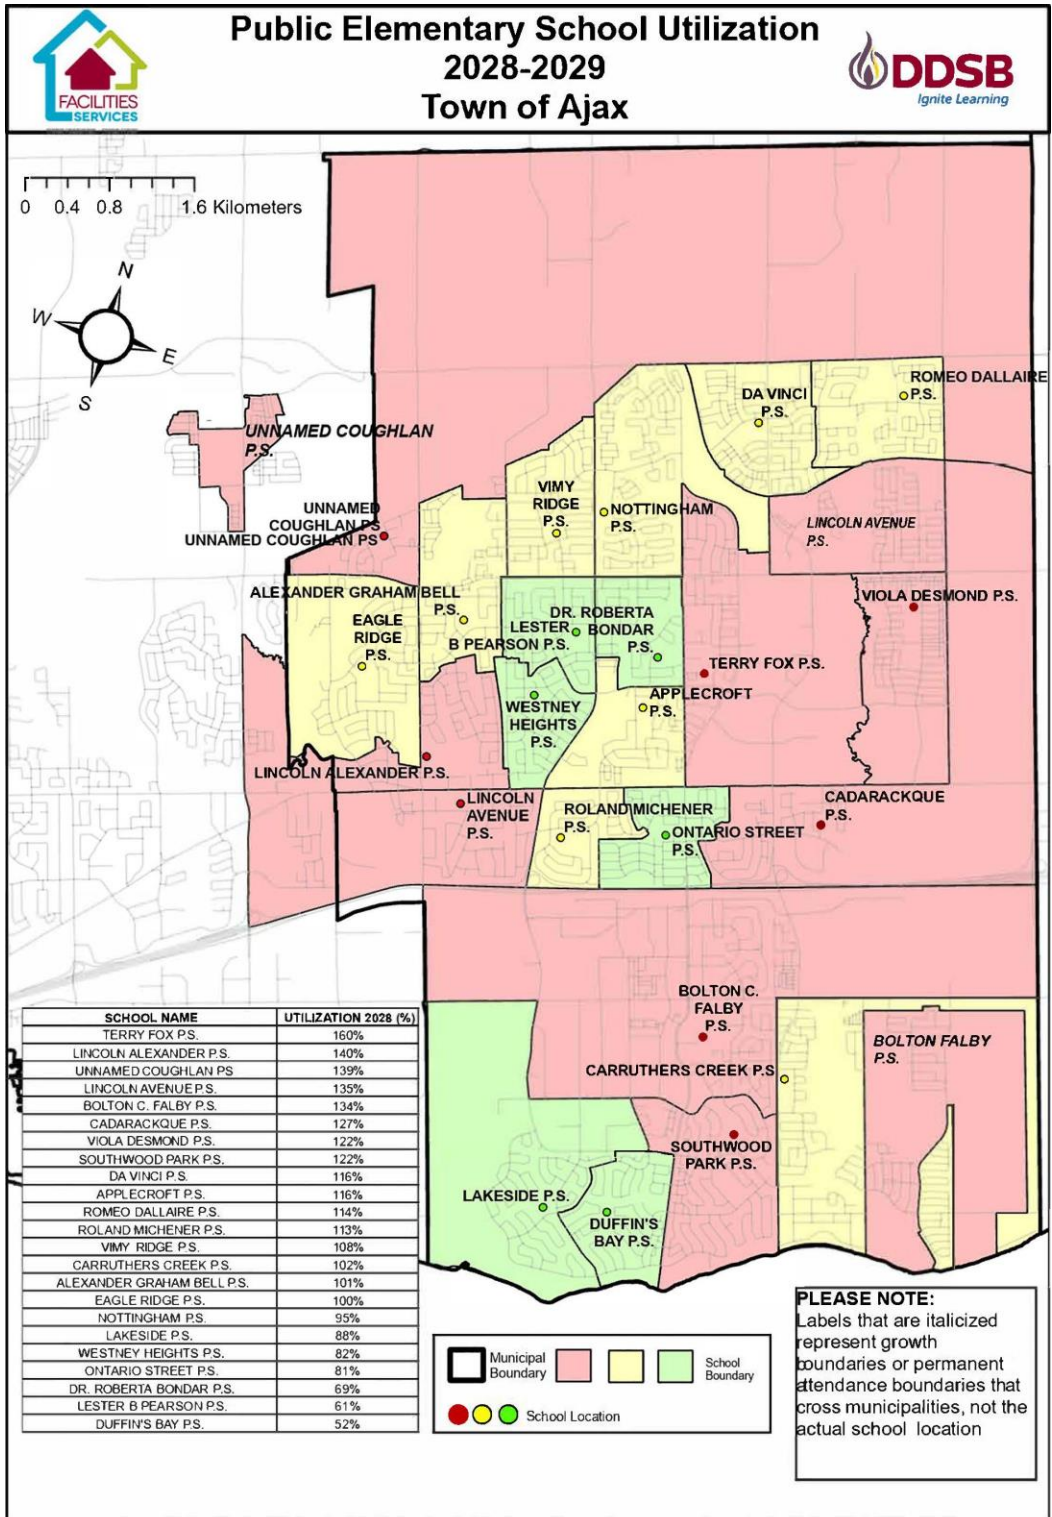 Public Elementary School Utilization
2028-2029
Town of Ajax
FACILITIES
SERVICES
DDSB
Ignite Learning
0 0.4 0.8 1.6 Kilometers
N
W
E
S
ROMEO DALLAIRE
P.S.
DA VINCI
P.S.
UNNAMED COUGHLAN
P.S.
VIMY
RIDGE
P.S.
NOTTINGHAM
P.S.
UNNAMED
COUGHLAN PS
UNNAMED COUGHLAN PS
LINCOLN AVENUE
P.S.
ALEXANDER GRAHAM BELL
P.S.
VIOLA DESMOND P.S.
EAGLE
RIDGE
P.S.
DR. ROBERTA
BONDAR
P.S.
LESTER
B PEARSON P.S.
TERRY FOX P.S.
APPLECROFT
P.S.
WESTNEY
HEIGHTS
P.S.
LINCOLN ALEXANDER P.S.
LINCOLN
AVENUE
P.S.
ROLAND MICHENER
P.S.
CADARACKQUE
P.S.
ONTARIO STREET
P.S.
BOLTON C.
FALBY
P.S.
BOLTON FALBY
P.S.
CARRUTHERS CREEK P.S
SOUTHWOOD
PARK P.S.
LAKESIDE P.S.
DUFFIN'S
BAY P.S.
SCHOOL NAME UTILIZATION 2028 (%)
TERRY FOX P.S. 160%
LINCOLN ALEXANDER P.S. 140%
UNNAMED COUGHLAN PS 139%
LINCOLN AVENUE P.S. 135%
BOLTON C. FALBY P.S. 134%
CADARACKQUE P.S. 127%
VIOLA DESMOND P.S. 122%
SOUTHWOOD PARK P.S. 122%
DA VINCI P.S. 116%
APPLECROFT P.S. 116%
ROMEO DALLAIRE P.S. 114%
ROLAND MICHENER P.S. 113%
VIMY RIDGE P.S. 108%
CARRUTHERS CREEK P.S. 102%
ALEXANDER GRAHAM BELL P.S. 101%
EAGLE RIDGE P.S. 100%
NOTTINGHAM P.S. 95%
LAKESIDE P.S. 88%
WESTNEY HEIGHTS P.S. 82%
ONTARIO STREET P.S. 81%
DR. ROBERTA BONDAR P.S. 69%
LESTER B PEARSON P.S. 61%
DUFFIN'S BAY P.S. 52%
Municipal
Boundary
School
Boundary
School Location
PLEASE NOTE:
Labels that are italicized
represent growth
boundaries or permanent
attendance boundaries that
cross municipalities, not the
actual school location